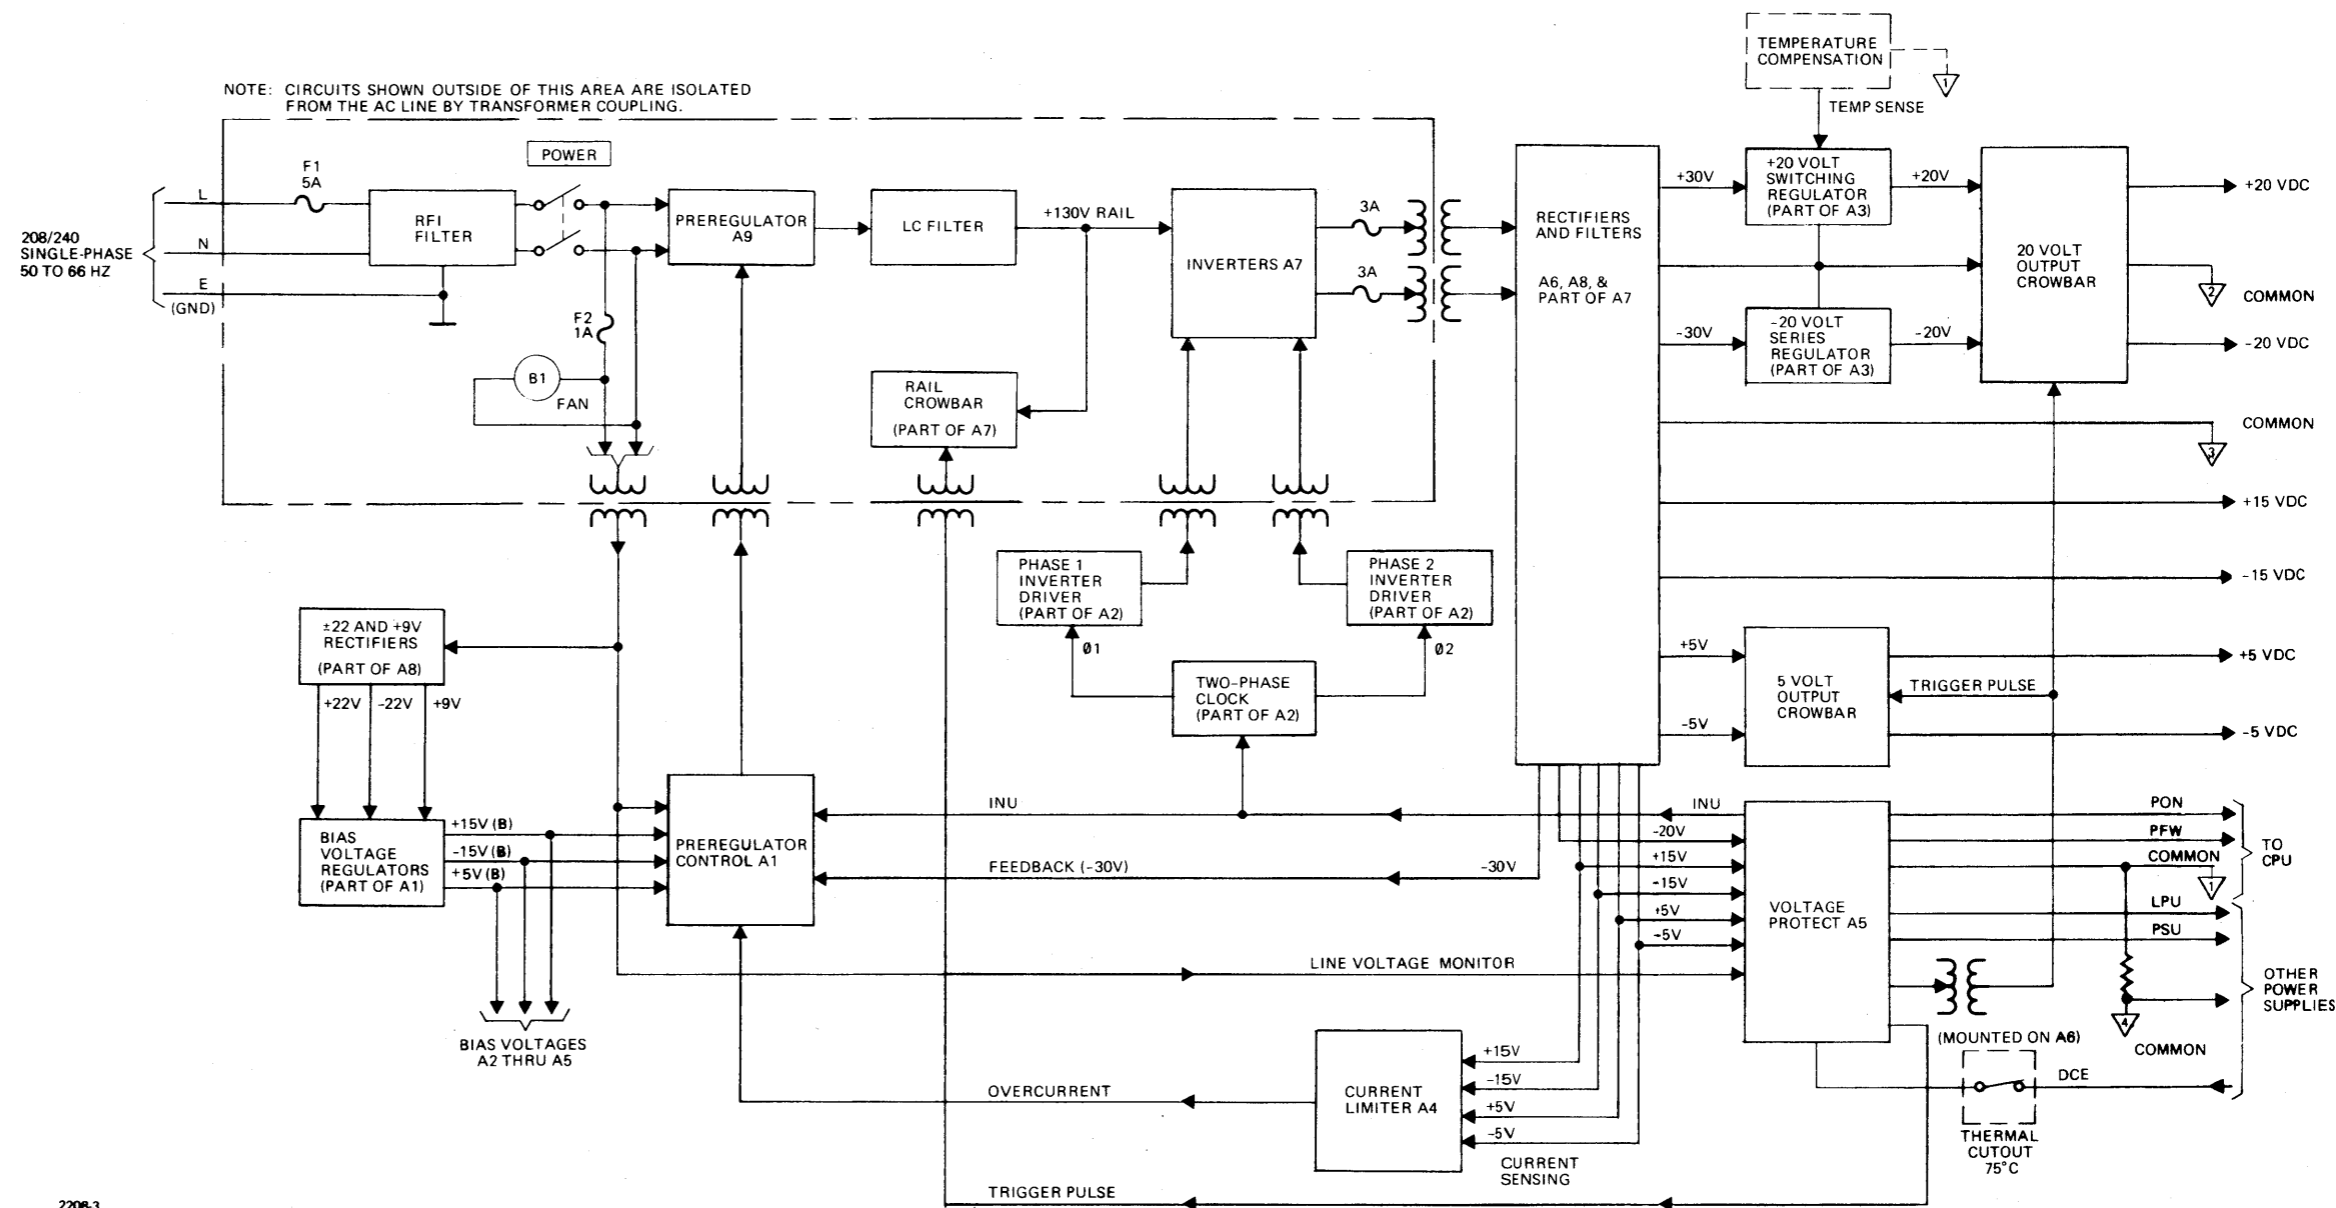 TEMPERATURE
COMPENSATION
1
TEMP SENSE
NOTE: CIRCUITS SHOWN OUTSIDE OF THIS AREA ARE ISOLATED
FROM THE AC LINE BY TRANSFORMER COUPLING.
POWER
F1
5A
L
N
E
(GND)
208/240
SINGLE-PHASE
50 TO 66 HZ
RFI
FILTER
PREREGULATOR
A9
LC FILTER
+130V RAIL
INVERTERS A7
3A
3A
RECTIFIERS
AND FILTERS
A6, A8, &
PART OF A7
+30V
+20 VOLT
SWITCHING
REGULATOR
(PART OF A3)
+20V
20 VOLT
OUTPUT
CROWBAR
+20 VDC
2
COMMON
-30V
-20 VOLT
SERIES
REGULATOR
(PART OF A3)
-20V
-20 VDC
F2
1A
B1
FAN
RAIL
CROWBAR
(PART OF A7)
COMMON
3
+15 VDC
-15 VDC
PHASE 1
INVERTER
DRIVER
(PART OF A2)
PHASE 2
INVERTER
DRIVER
(PART OF A2)
Ø1
Ø2
TWO-PHASE
CLOCK
(PART OF A2)
±22 AND +9V
RECTIFIERS
(PART OF A8)
+22V
-22V
+9V
+5V
-5V
5 VOLT
OUTPUT
CROWBAR
TRIGGER PULSE
+5 VDC
-5 VDC
BIAS
VOLTAGE
REGULATORS
(PART OF A1)
+15V (B)
-15V (B)
+5V (B)
PREREGULATOR
CONTROL A1
INU
FEEDBACK (-30V)
-30V
INU
-20V
+15V
-15V
+5V
-5V
VOLTAGE
PROTECT A5
PON
PFW
COMMON
1
TO
CPU
LPU
PSU
LINE VOLTAGE MONITOR
OTHER
POWER
SUPPLIES
4
COMMON
BIAS VOLTAGES
A2 THRU A5
OVERCURRENT
CURRENT
LIMITER A4
+15V
-15V
+5V
-5V
CURRENT
SENSING
(MOUNTED ON A6)
DCE
THERMAL
CUTOUT
75°C
TRIGGER PULSE
2206-3